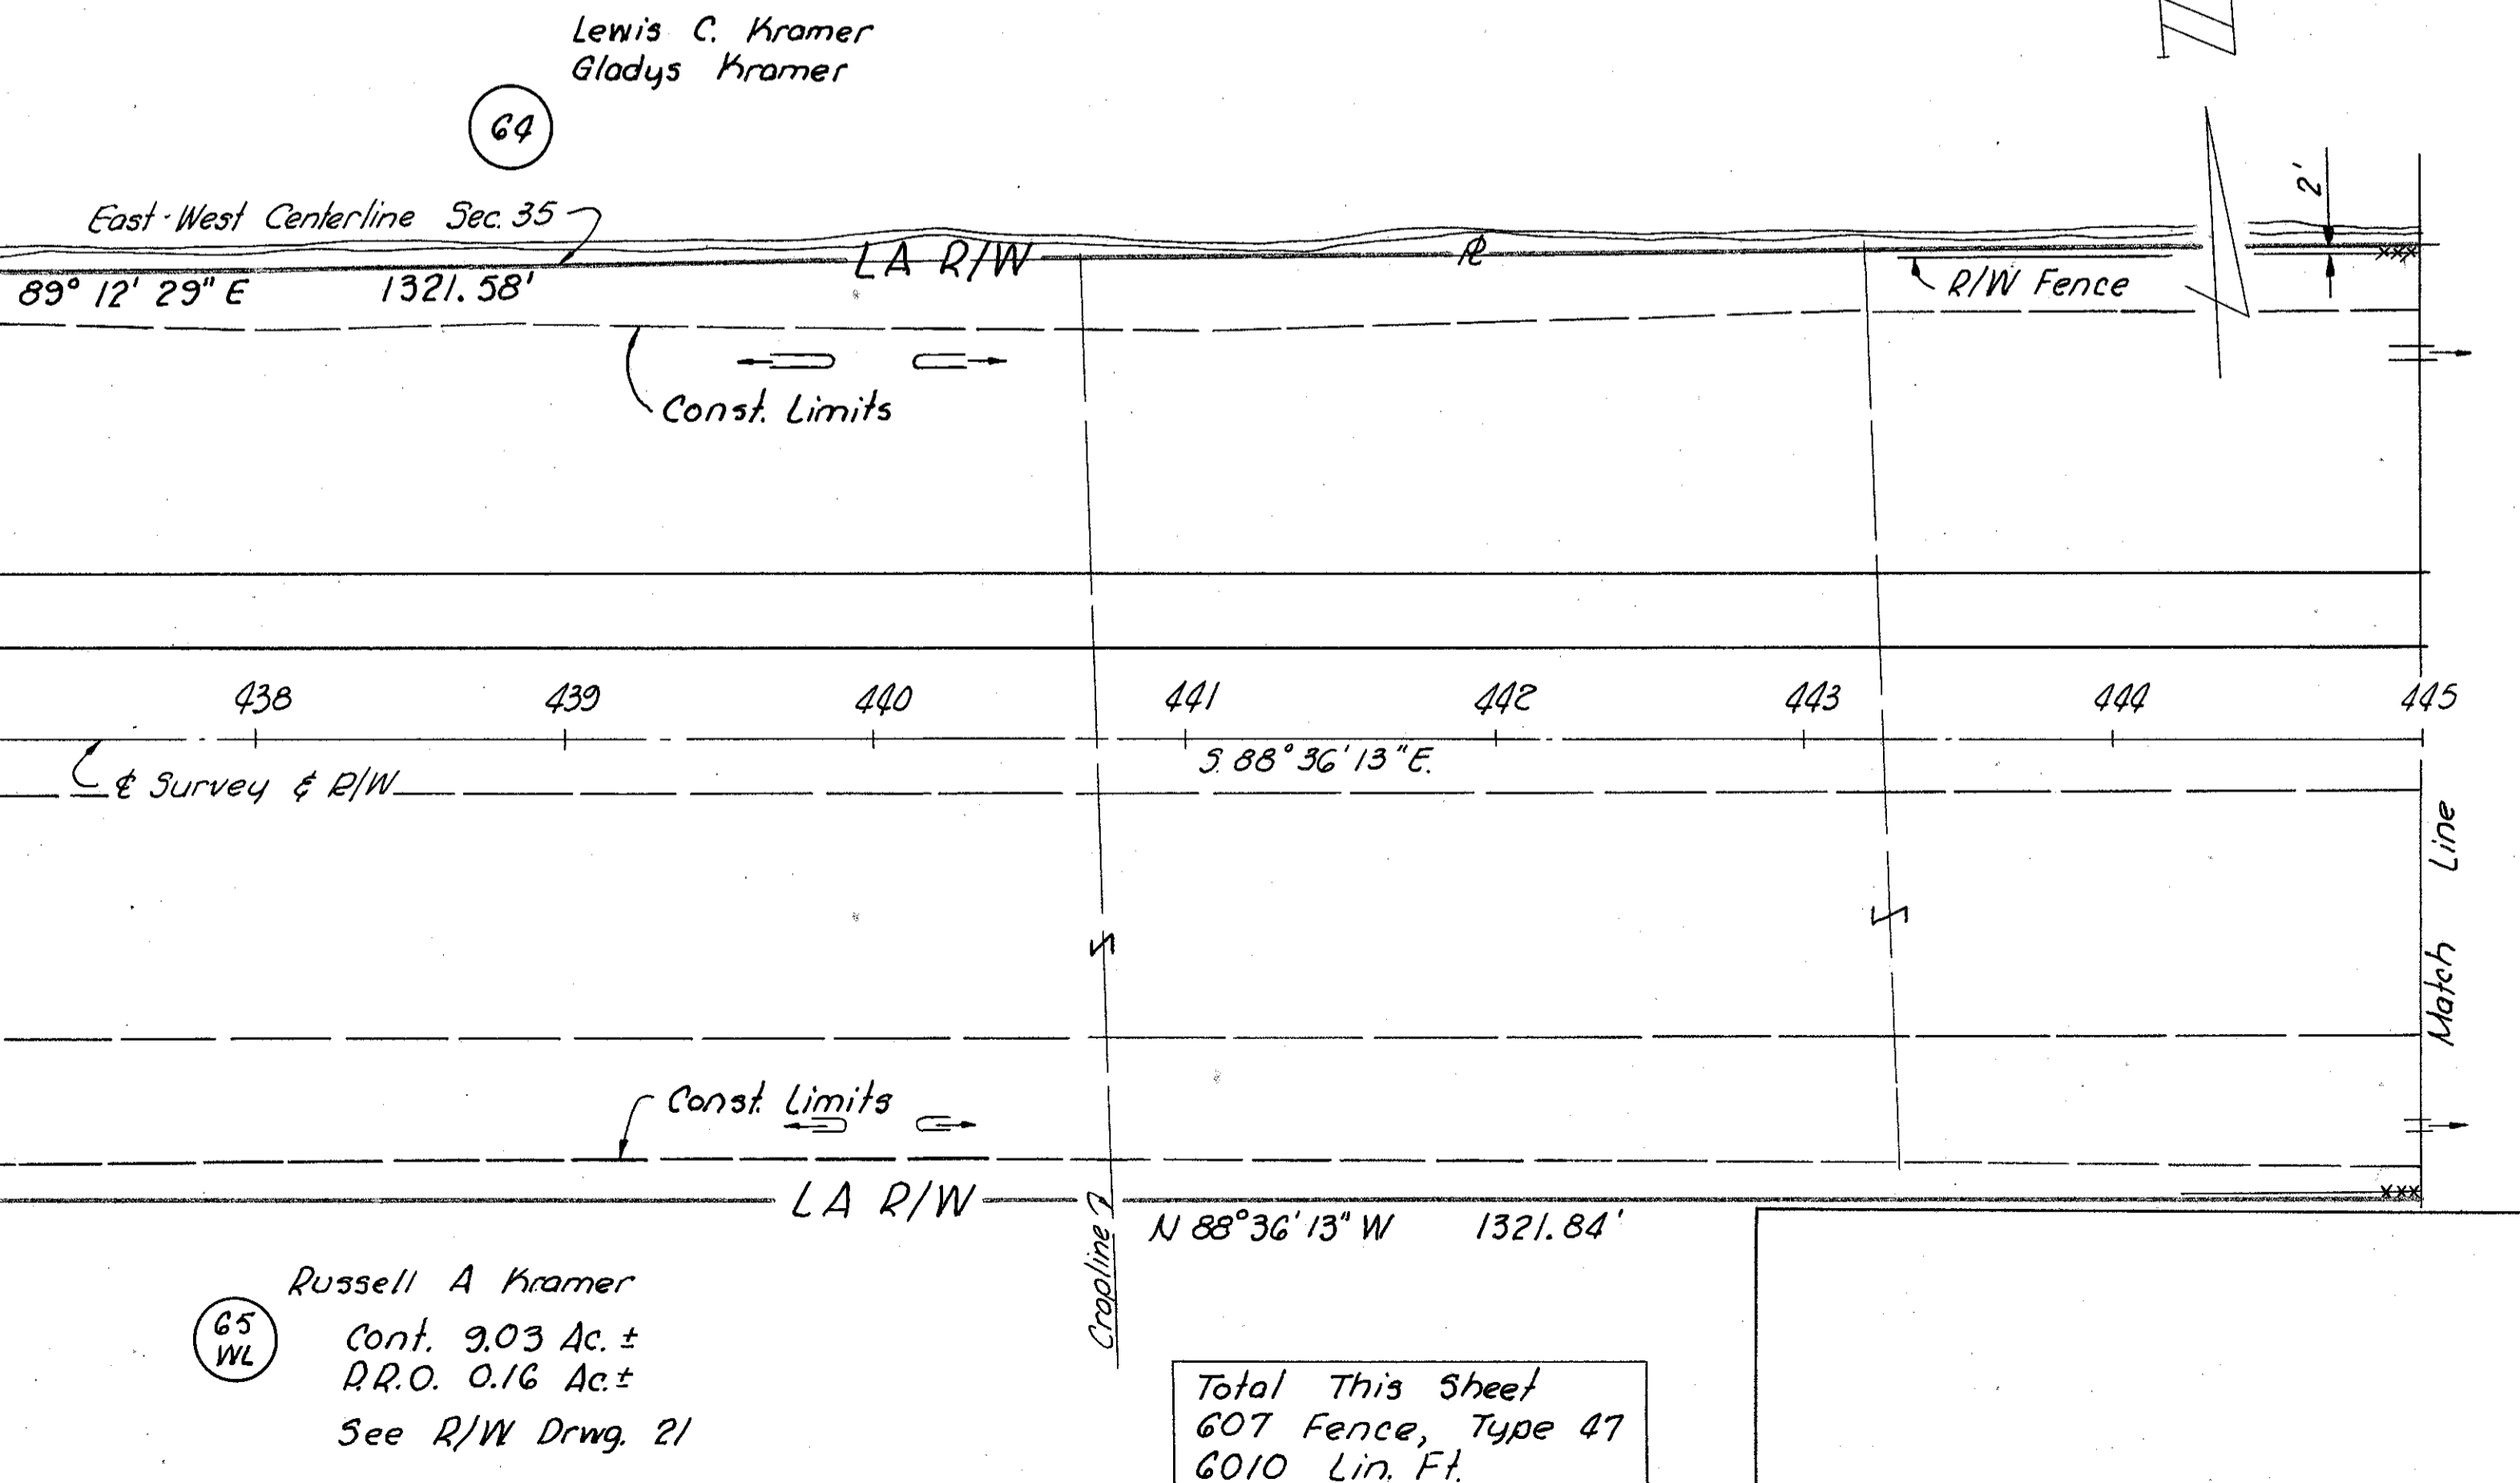 Lewis C. Kramer
Gladys Kramer
64
East-West Centerline Sec. 35
2'
LA R/W
PL
89° 12' 29" E 1321.58'
R/W Fence
xxx
Const. Limits
438 439 440 441 442 443 444 445
S. 88° 36' 13" E.
℄ Survey & R/W
Match Line
Const. Limits
LA R/W
xxx
N 88° 36' 13" W 1321.84'
Cropline
Russell A Kramer
65
WL
Cont. 9.03 Ac. ±
P.R.O. 0.16 Ac. ±
See R/W Drwg. 21
Total This Sheet
607 Fence, Type 47
6010 Lin. Ft.